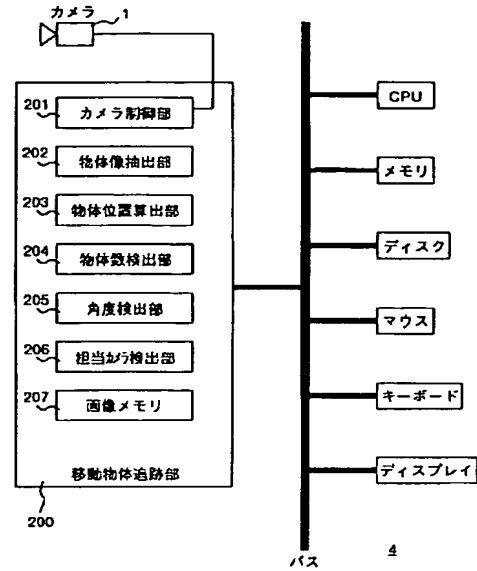 カメラ
1
201
カメラ制御部
202
物体像抽出部
203
物体位置算出部
204
物体数検出部
205
角度検出部
206
担当カメラ検出部
207
画像メモリ
移動物体追跡部
200
CPU
メモリ
ディスク
マウス
キーボード
ディスプレイ
バス
4